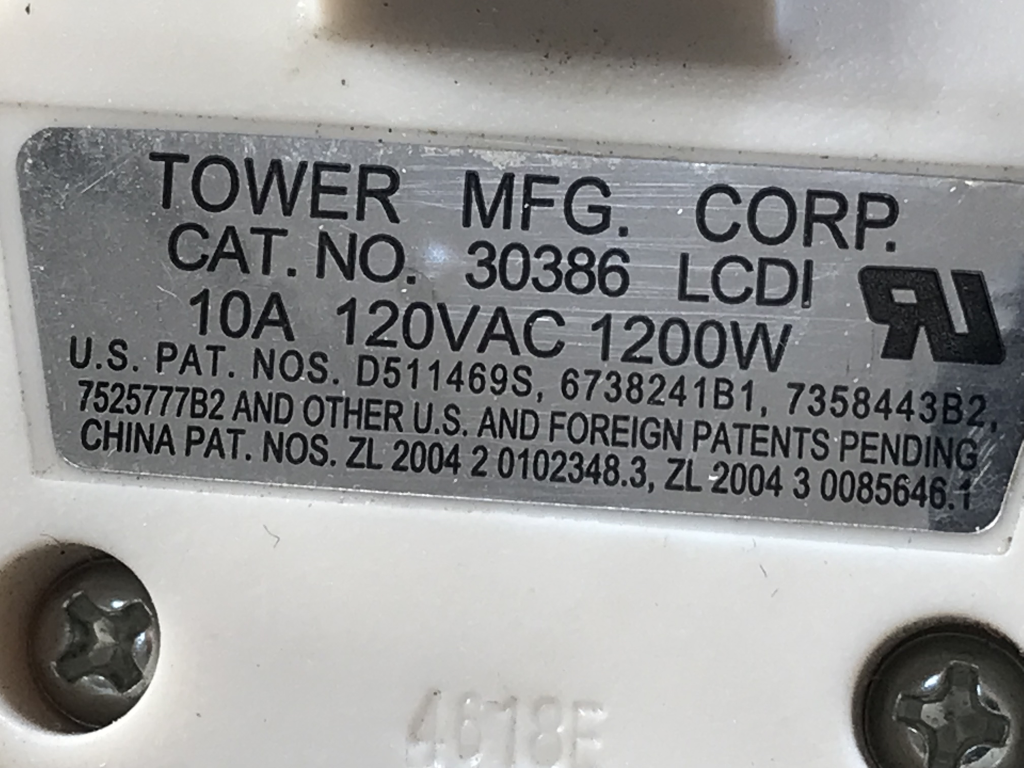 TOWER MFG. CORP.
CAT. NO. 30386 LCDI
10A 120VAC 1200W
U.S. PAT. NOS. D511469S, 6738241B1, 7358443B2,
7525777B2 AND OTHER U.S. AND FOREIGN PATENTS PENDING
CHINA PAT. NOS. ZL 2004 2 0102348.3, ZL 2004 3 0085646.1